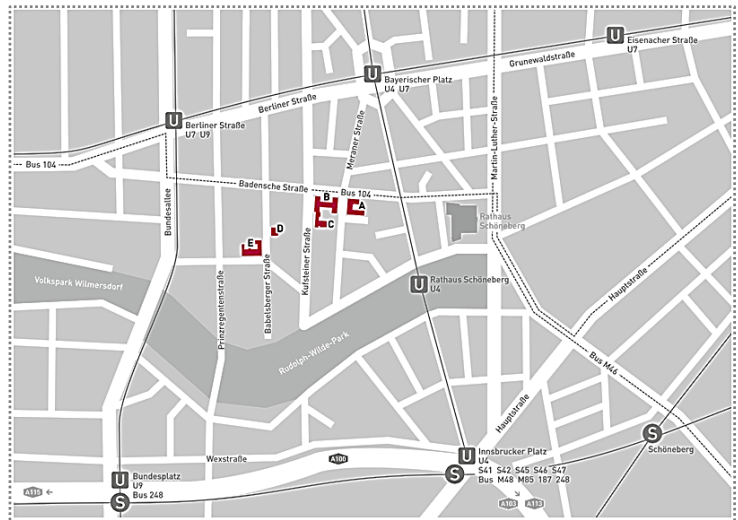 U
Eisenacher Straße
U7
Grunewaldstraße
U
Bayerischer Platz
U4 U7
Berliner Straße
U
Berliner Straße
U7 U9
Martin-Luther-Straße
Meraner Straße
Bus 104
Badensche Straße
Bus 104
B
A
C
D
E
Bundesallee
Rathaus
Schöneberg
Kufsteiner Straße
Babelsberger Straße
Prinzregentenstraße
Volkspark Wilmersdorf
U
Rathaus Schöneberg
U4
Hauptstraße
Rudolph-Wilde-Park
Bus M46
Hauptstraße
S
Schöneberg
Wexstraße
A100
U
Innsbrucker Platz
U4
S
S41 S42 S45 S46 S47
Bus M48 M85 187 248
U
Bundesplatz
U9
S
Bus 248
A115 ←
A103
A113